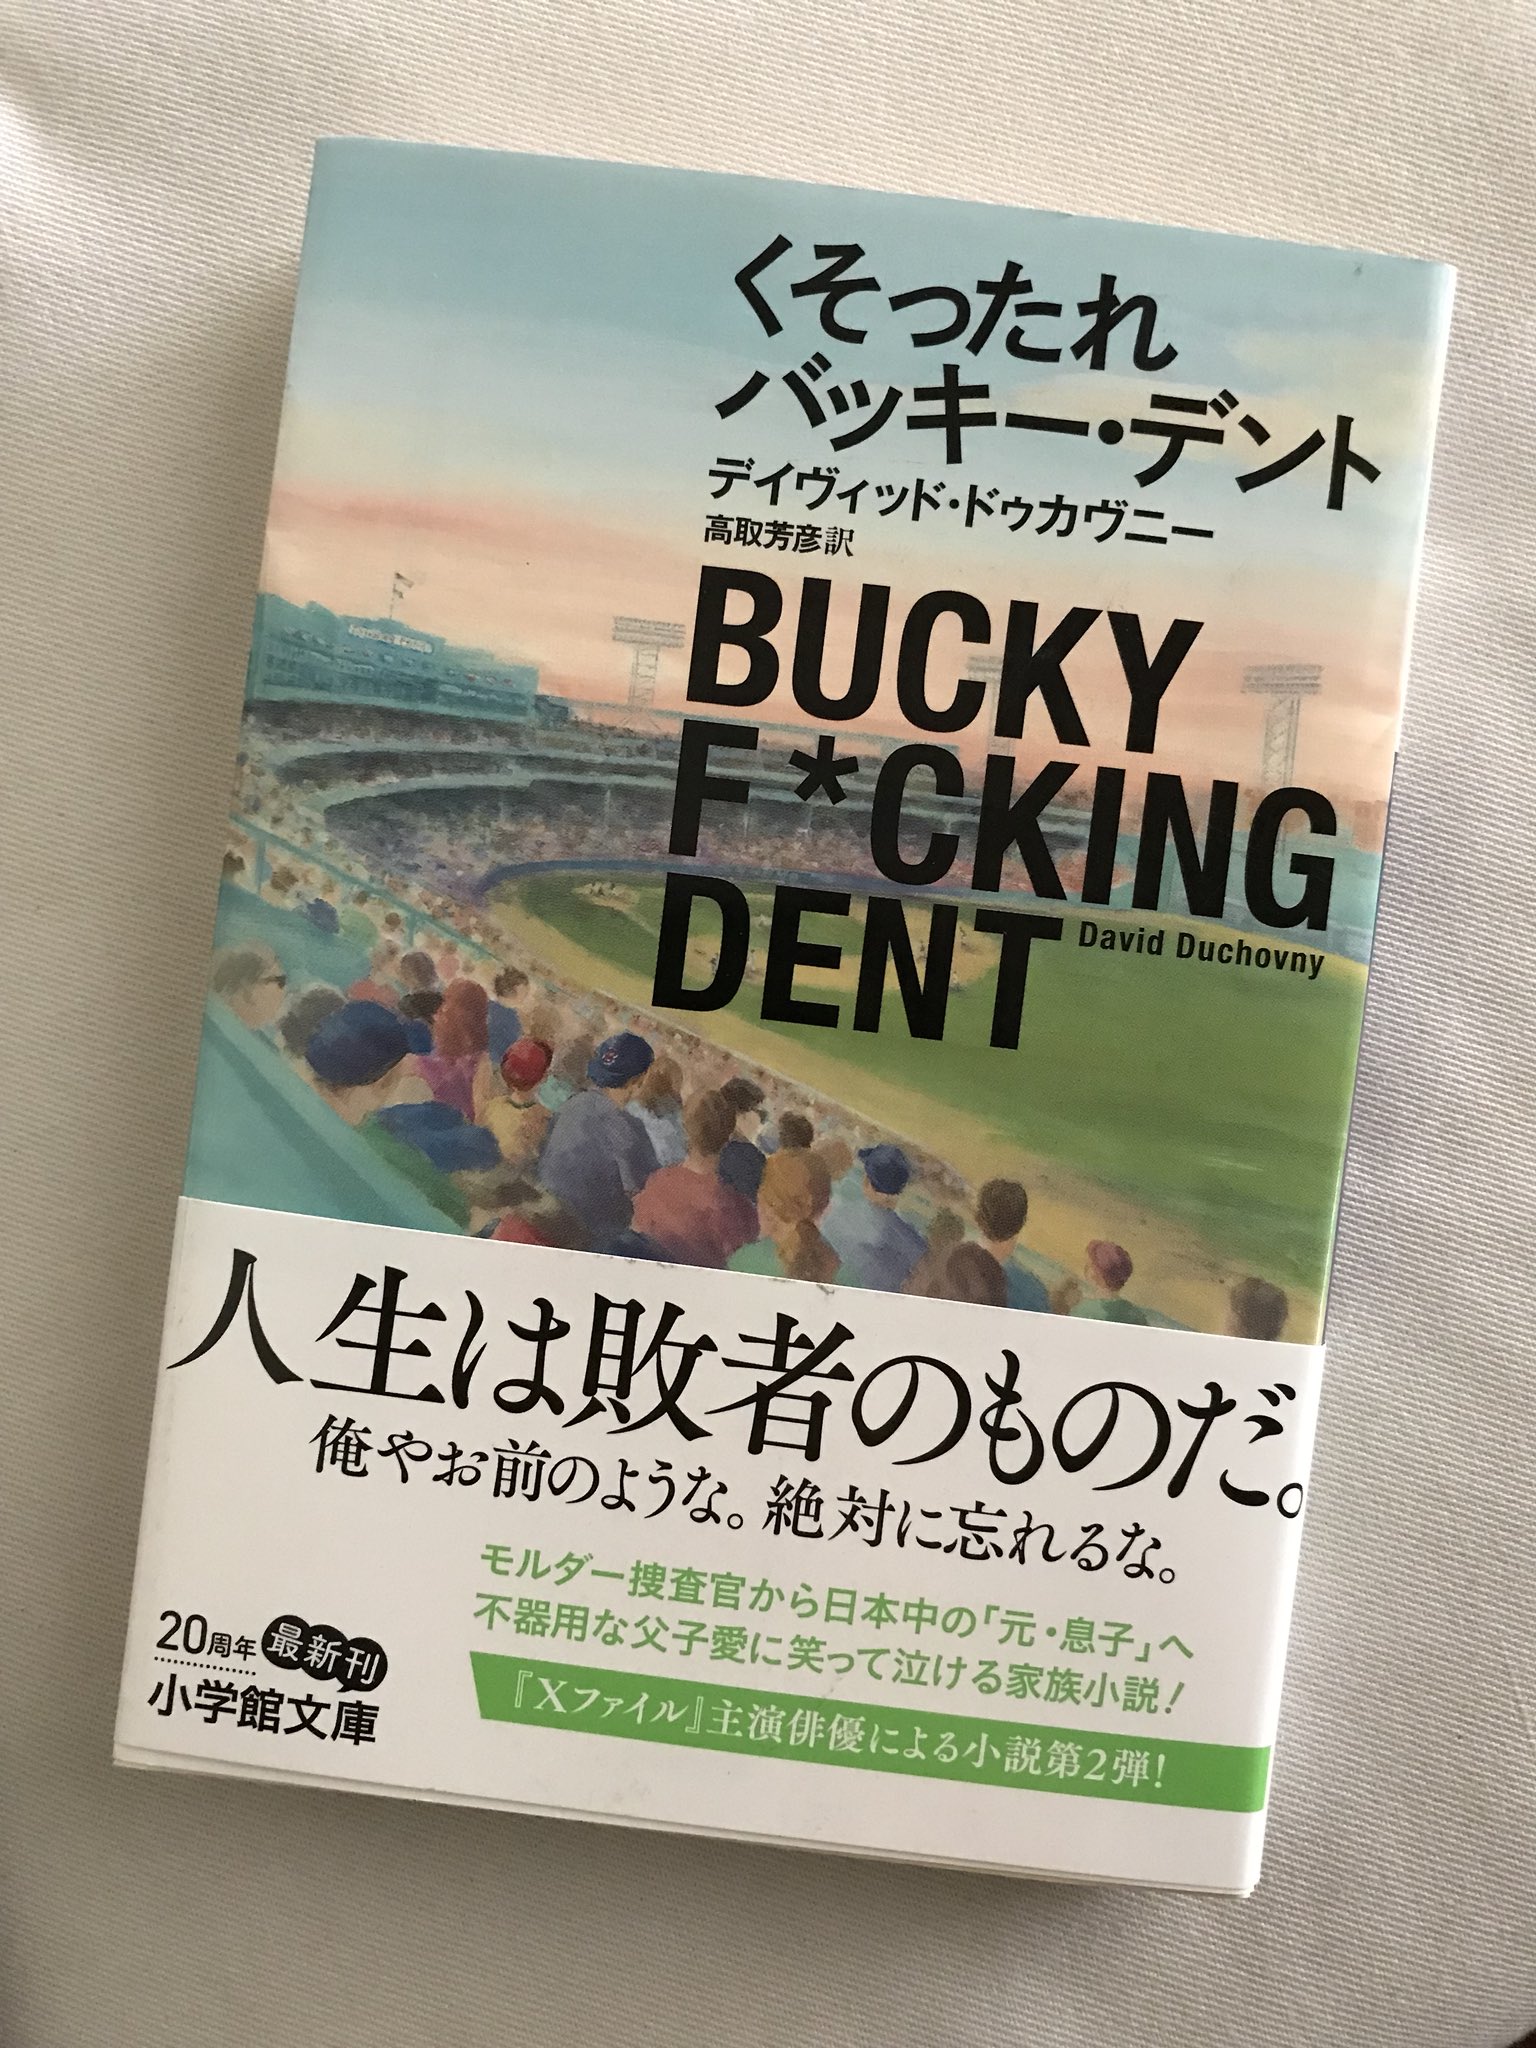 くそったれ
バッキー・デント
デイヴィッド・ドゥカヴニー
高取芳彦訳
BUCKY
F*CKING
DENT
David Duchovny
人生は敗者のものだ。
俺やお前のような。絶対に忘れるな。
モルダー捜査官から日本中の「元・息子」へ
不器用な父子愛に笑って泣ける家族小説!
『Xファイル』主演俳優による小説第2弾!
20周年 最新刊
小学館文庫